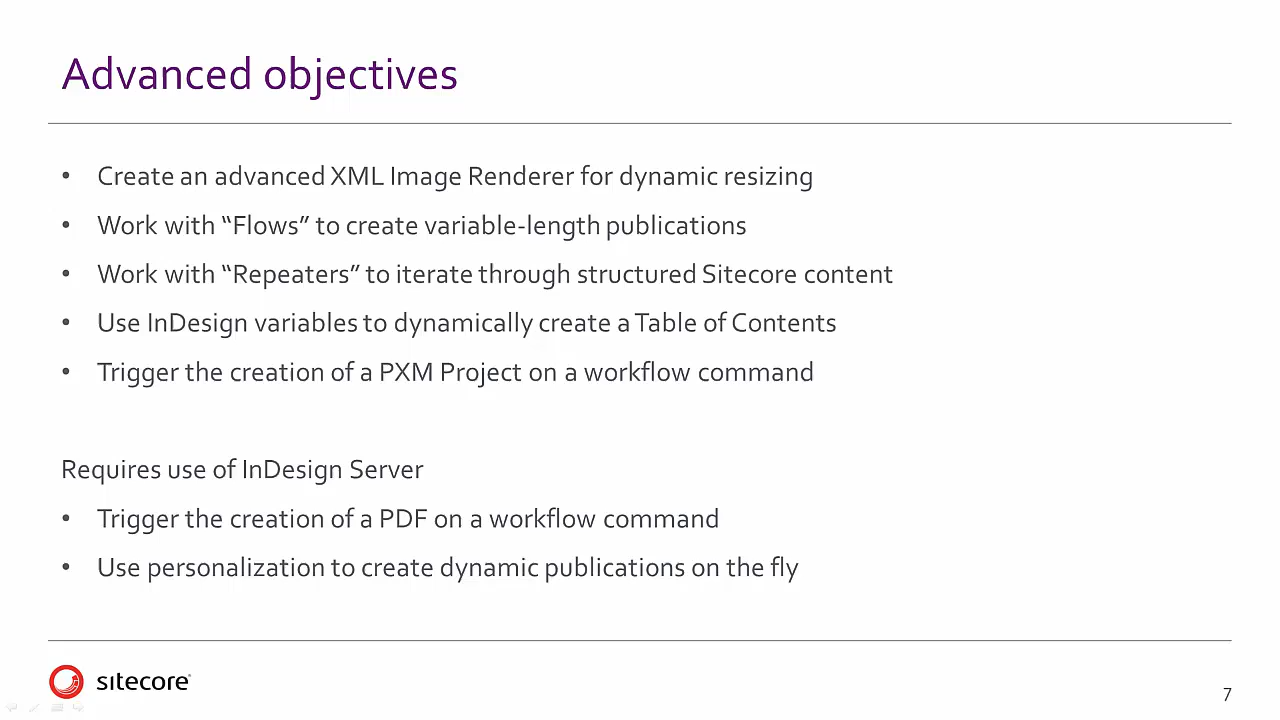 Advanced objectives
• Create an advanced XML Image Renderer for dynamic resizing
• Work with “Flows” to create variable-length publications
• Work with “Repeaters” to iterate through structured Sitecore content
• Use InDesign variables to dynamically create a Table of Contents
• Trigger the creation of a PXM Project on a workflow command
Requires use of InDesign Server
• Trigger the creation of a PDF on a workflow command
• Use personalization to create dynamic publications on the fly
sitecore
7